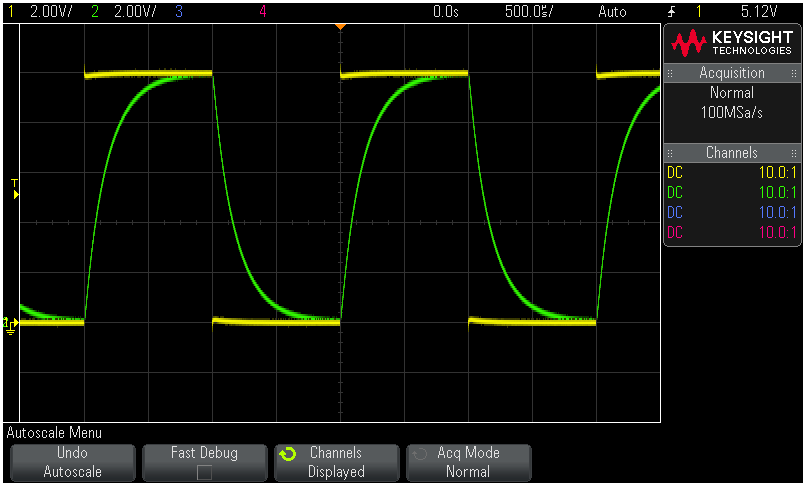 1 2.00V/ 2 2.00V/ 3 4 0.0s 500.0㎲/ Auto 1 5.12V
KEYSIGHT
TECHNOLOGIES
Acquisition
Normal
100MSa/s
Channels
DC 10.0:1
DC 10.0:1
DC 10.0:1
DC 10.0:1
T
Autoscale Menu
Undo
Autoscale
Fast Debug
Channels
Displayed
Acq Mode
Normal